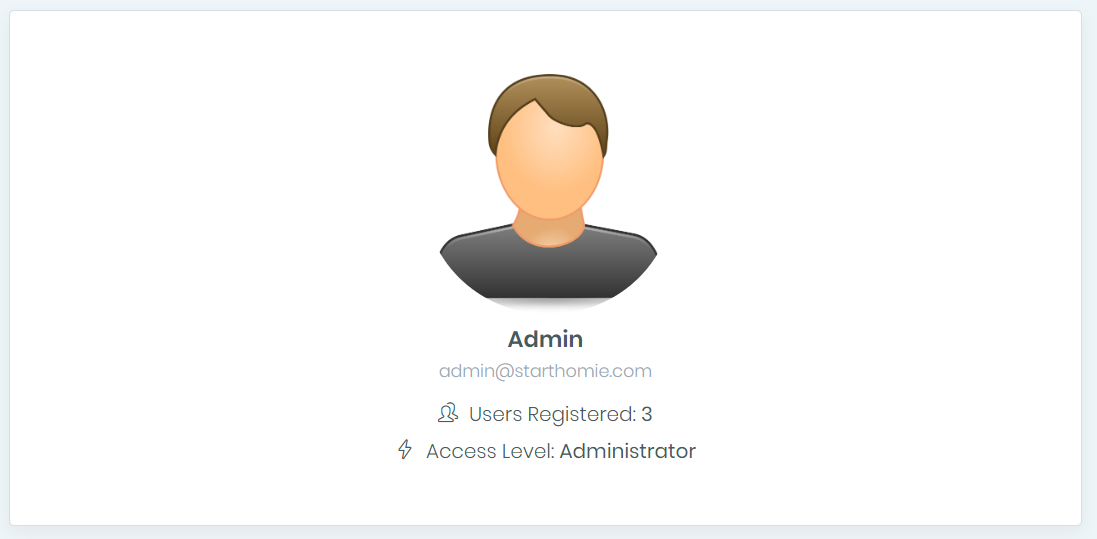 Admin
admin@starthomie.com
Users Registered: 3
Access Level: Administrator